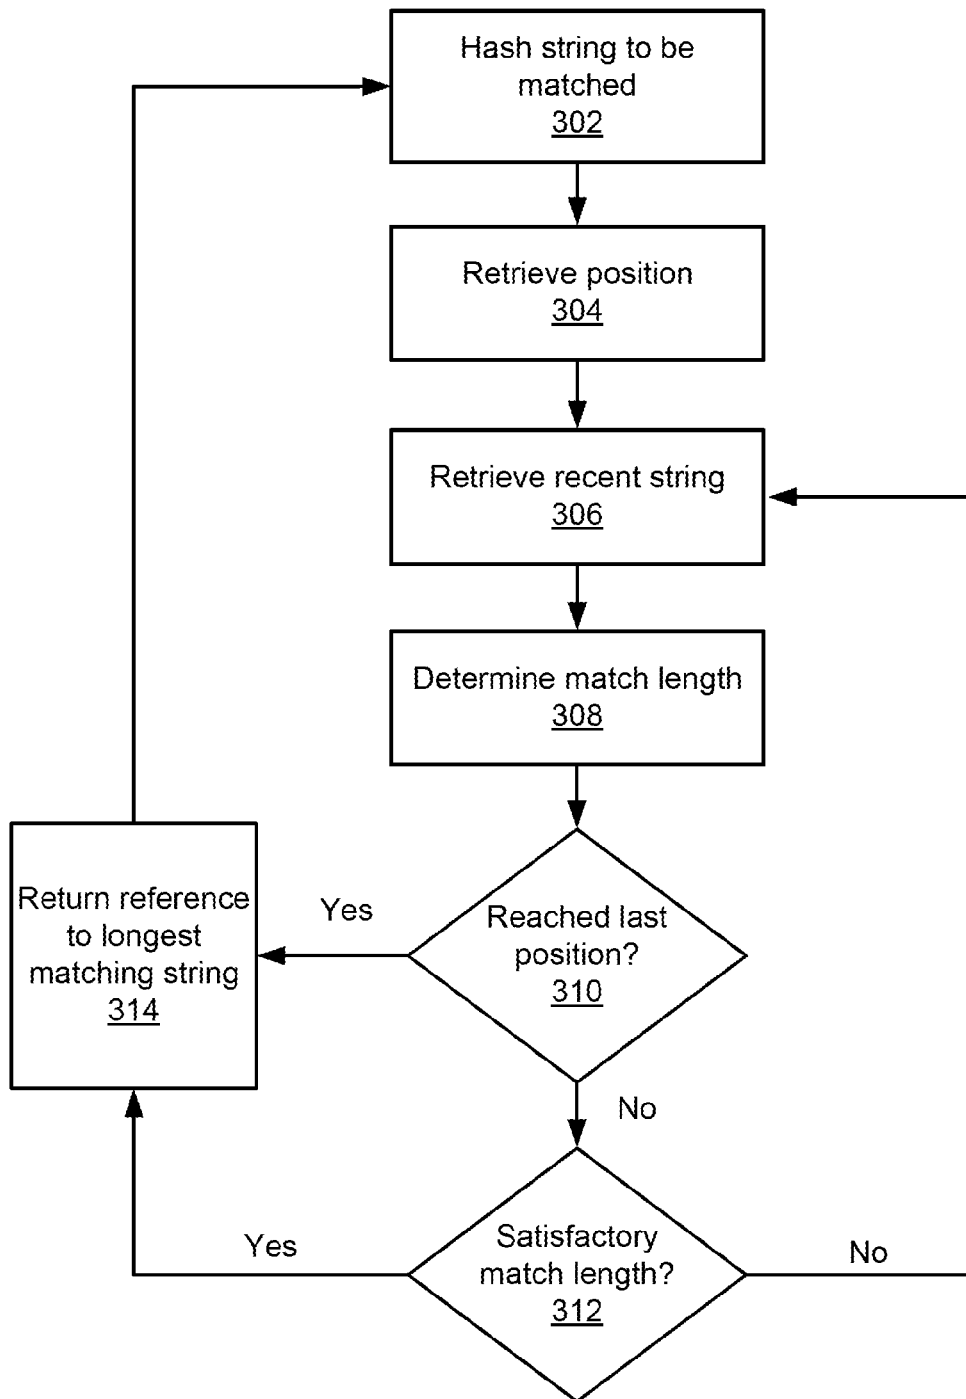 Hash string to be
matched
302
Retrieve position
304
Retrieve recent string
306
Determine match length
308
Return reference
to longest
matching string
314
Yes
Reached last
position?
310
No
Yes
Satisfactory
match length?
312
No